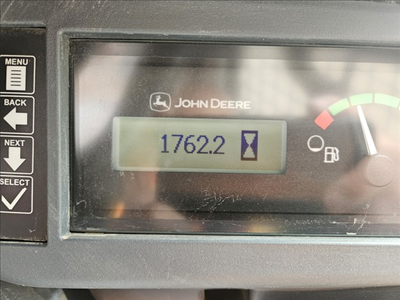 MENU
BACK
NEXT
SELECT
JOHN DEERE
1762.2